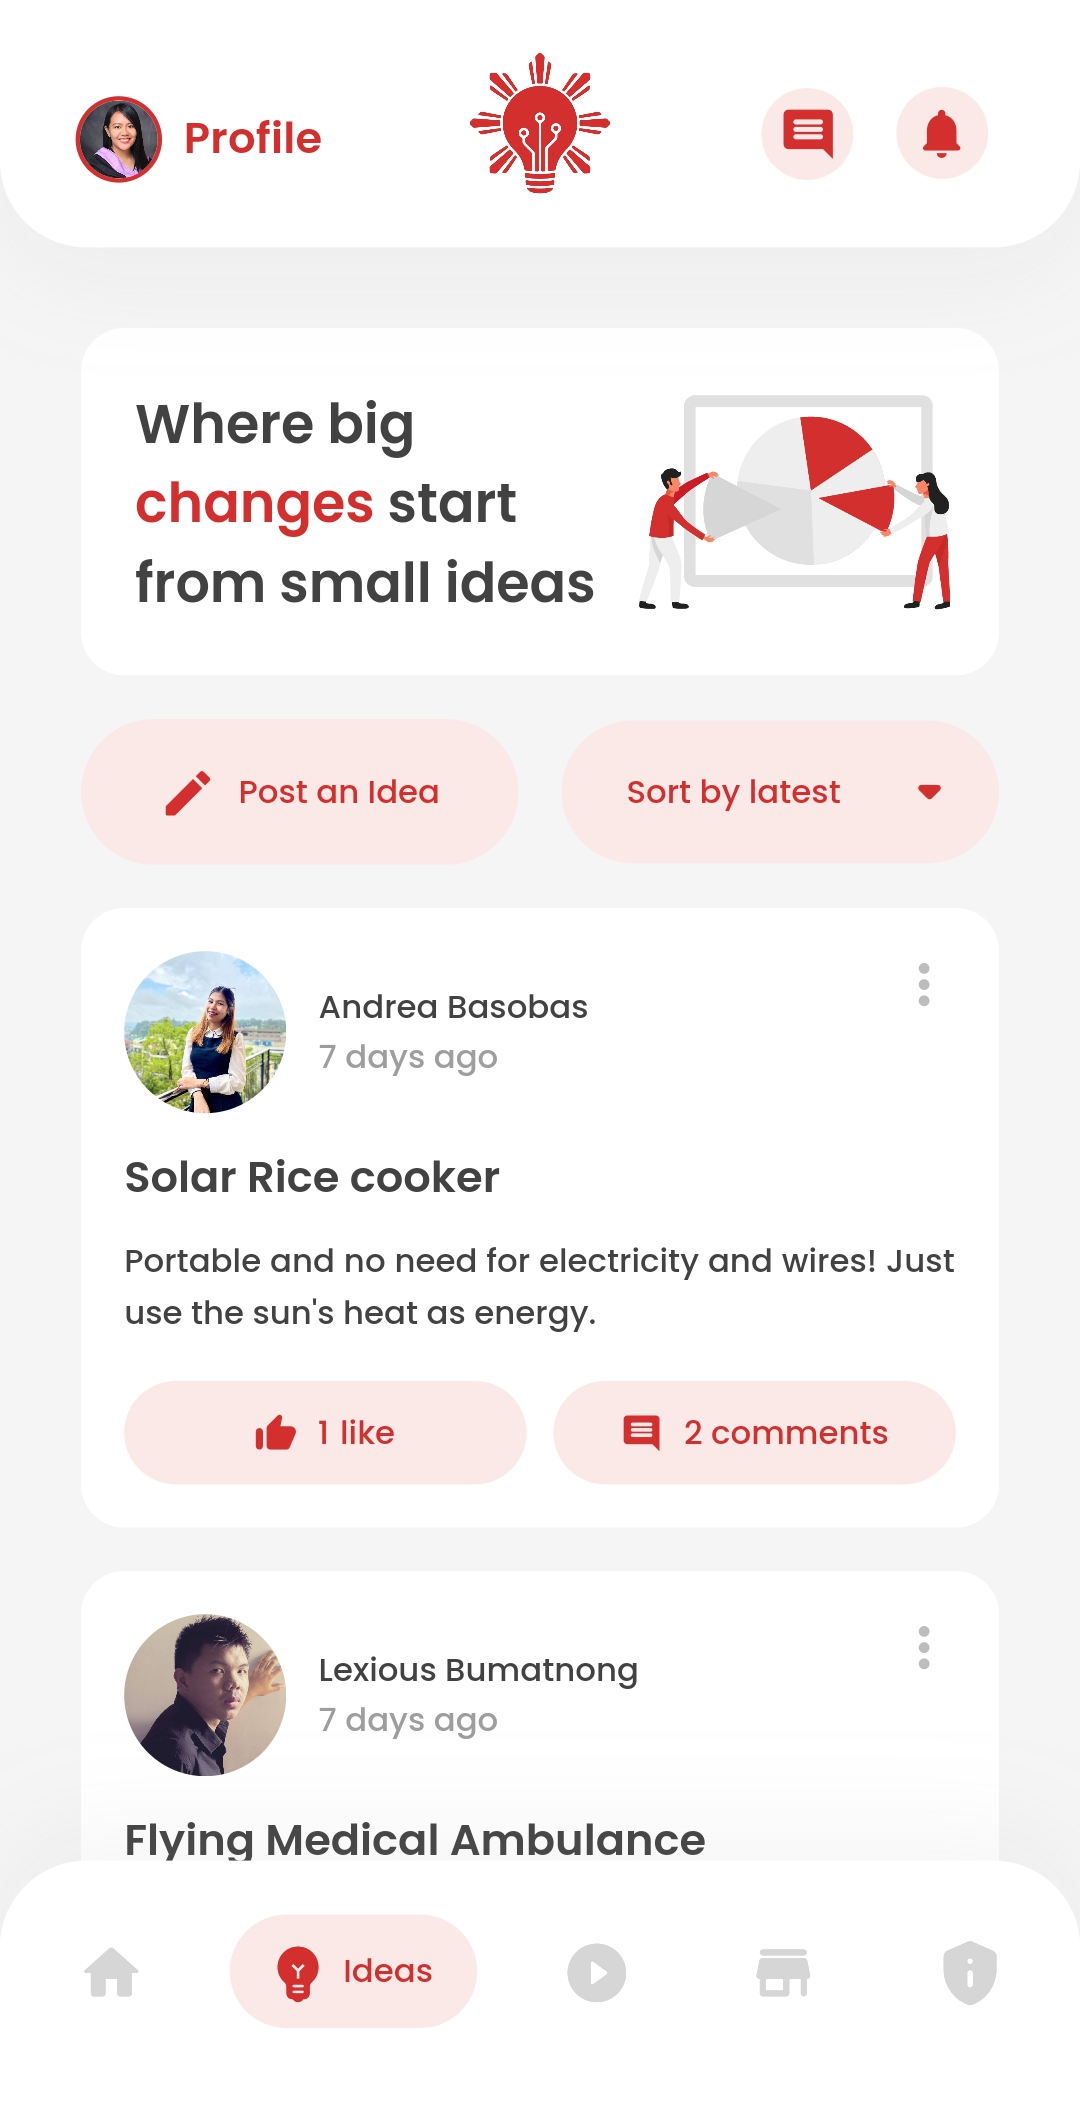 Profile
Where big
changes start
from small ideas
Post an Idea
Sort by latest
Andrea Basobas
7 days ago
Solar Rice cooker
Portable and no need for electricity and wires! Just
use the sun's heat as energy.
1 like
2 comments
Lexious Bumatnong
7 days ago
Flying Medical Ambulance
Ideas